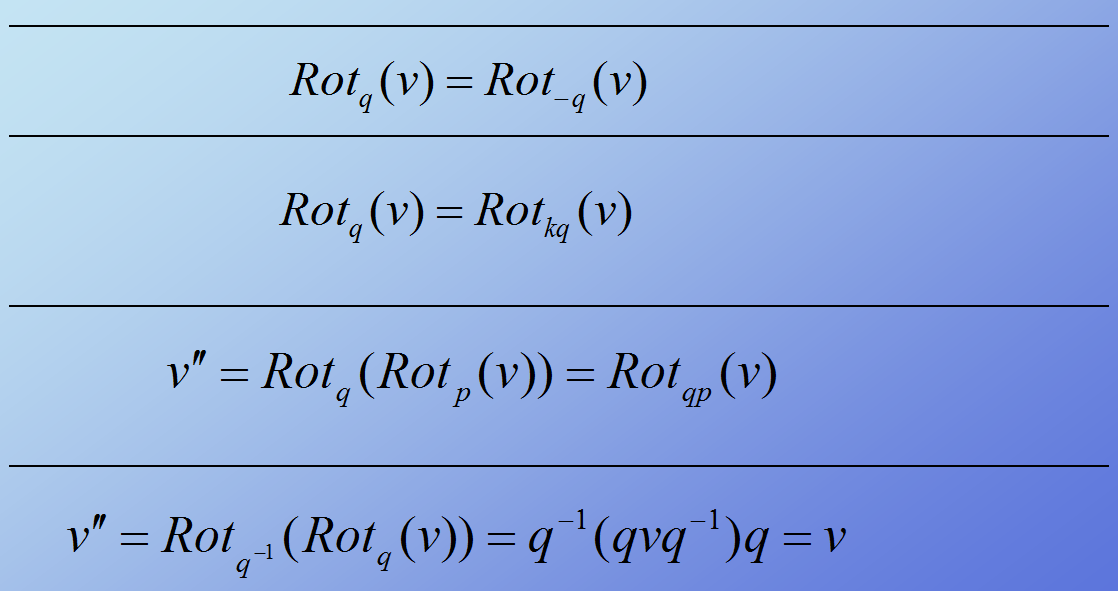 Rot_q(v) = Rot_{-q}(v)
Rot_q(v) = Rot_{kq}(v)
v″ = Rot_q(Rot_p(v)) = Rot_{qp}(v)
v″ = Rot_{q^{-1}}(Rot_q(v)) = q^{-1}(qvq^{-1})q = v